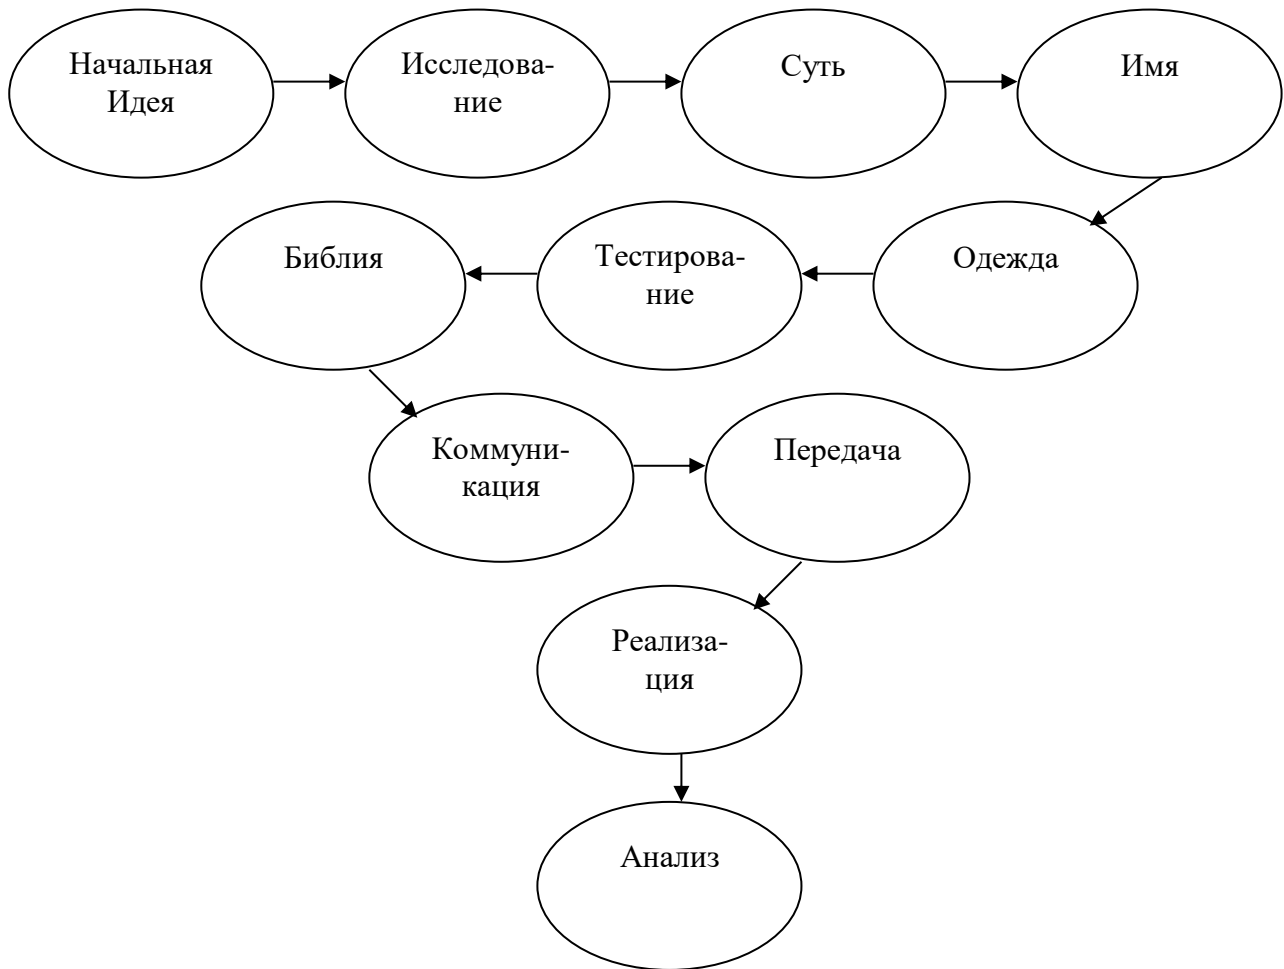 Начальная
Идея
Исследова-
ние
Суть
Имя
Одежда
Тестирова-
ние
Библия
Коммуни-
кация
Передача
Реализа-
ция
Анализ